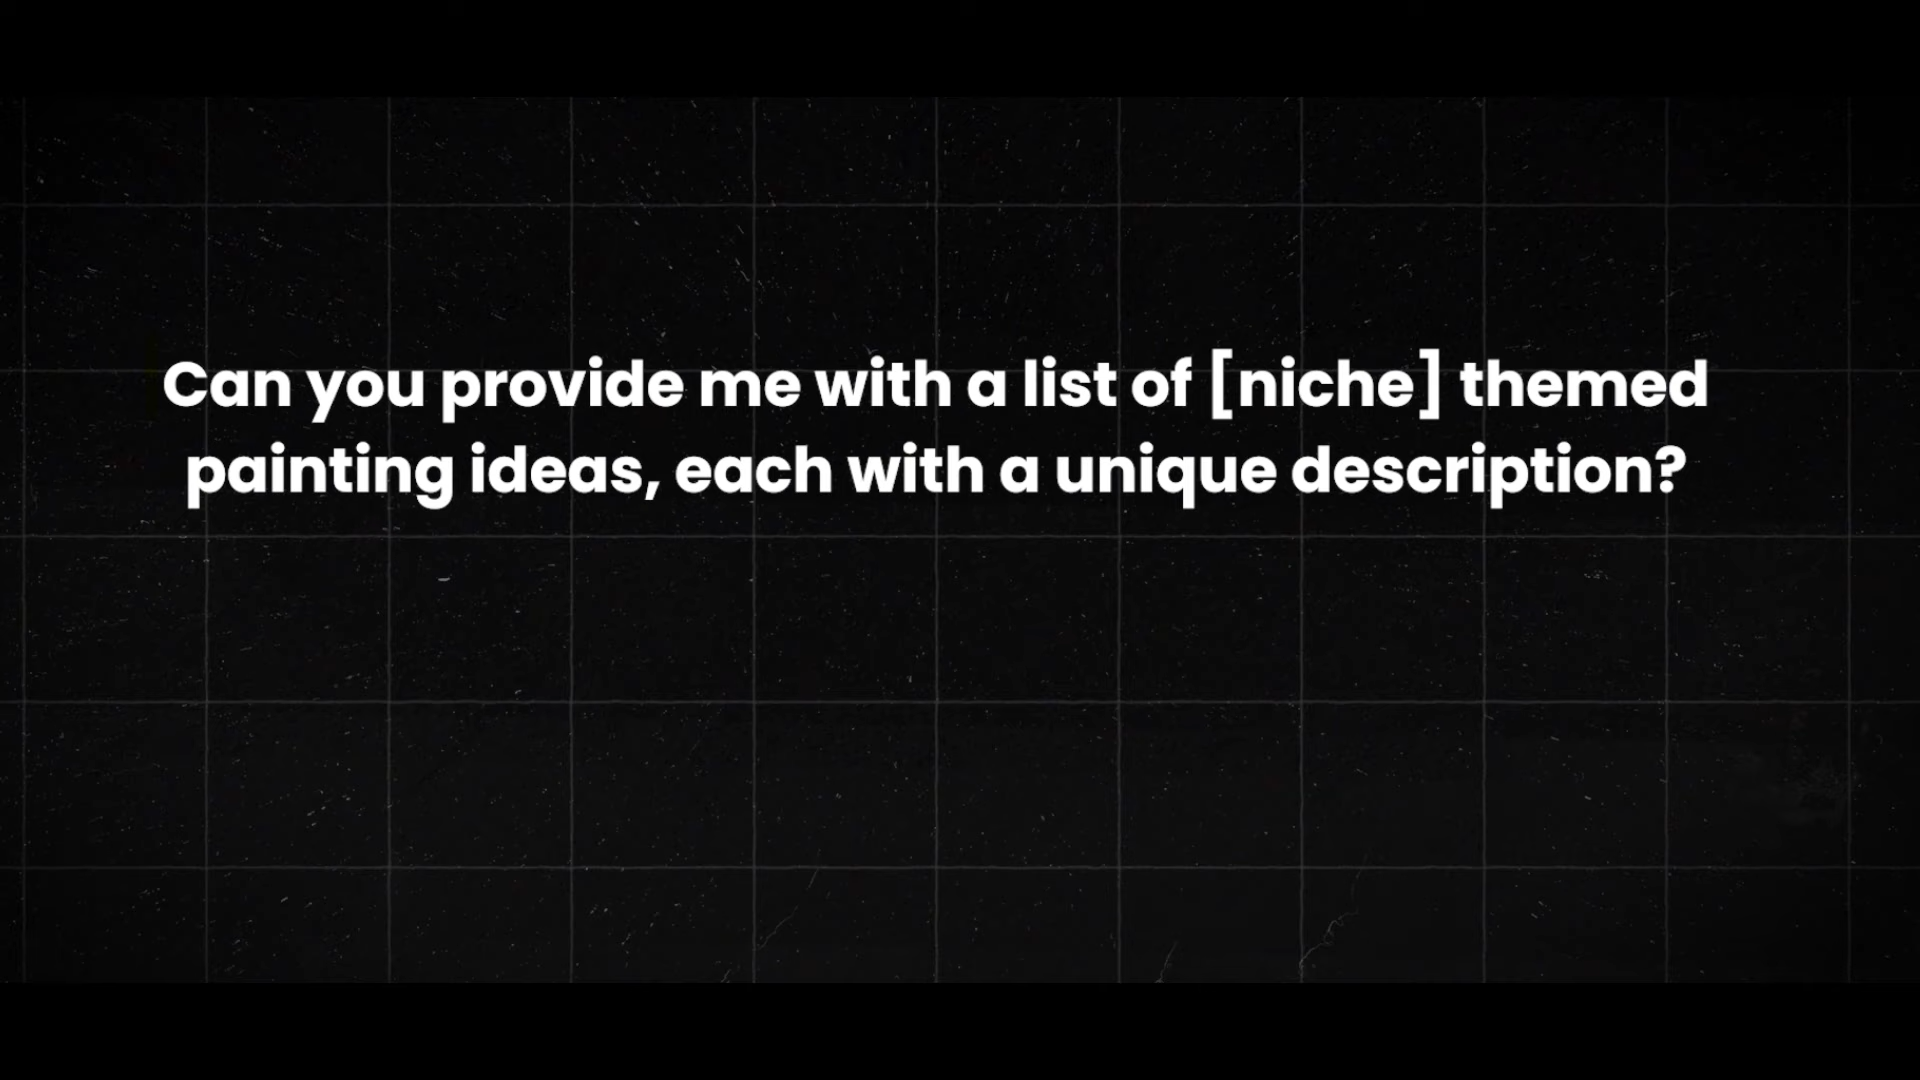 Can you provide me with a list of [niche] themed
painting ideas, each with a unique description?